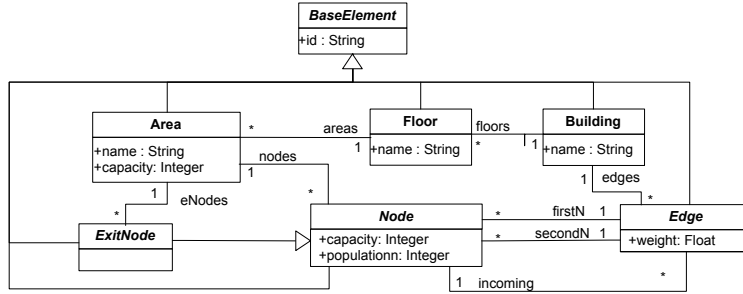 BaseElement
+id : String
Area
+name : String
+capacity: Integer
* areas 1
Floor
+name : String
floors * 1
Building
+name : String
1 nodes *
1 edges *
1 eNodes *
ExitNode
Node
+capacity: Integer
+populationn: Integer
* firstN 1
* secondN 1
Edge
+weight: Float
1 incoming *